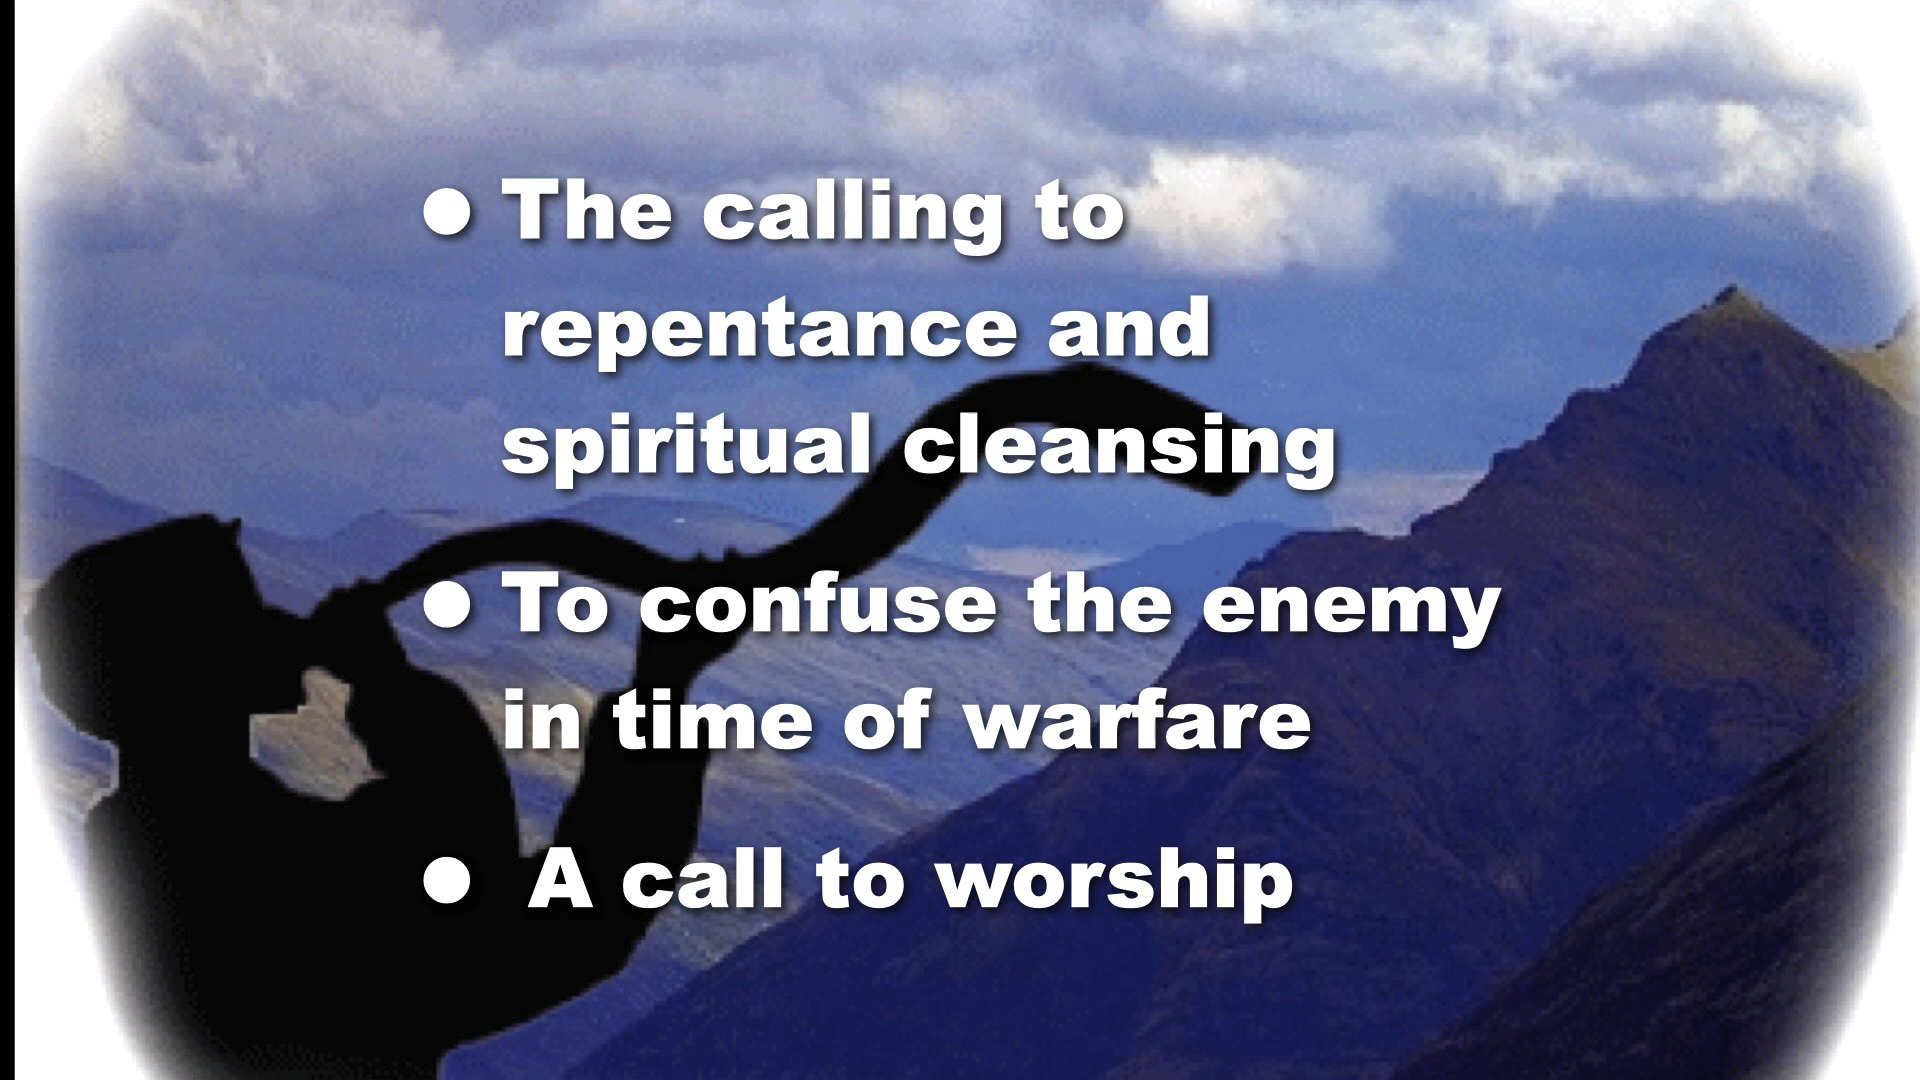 • The calling to
repentance and
spiritual cleansing
• To confuse the enemy
in time of warfare
• A call to worship